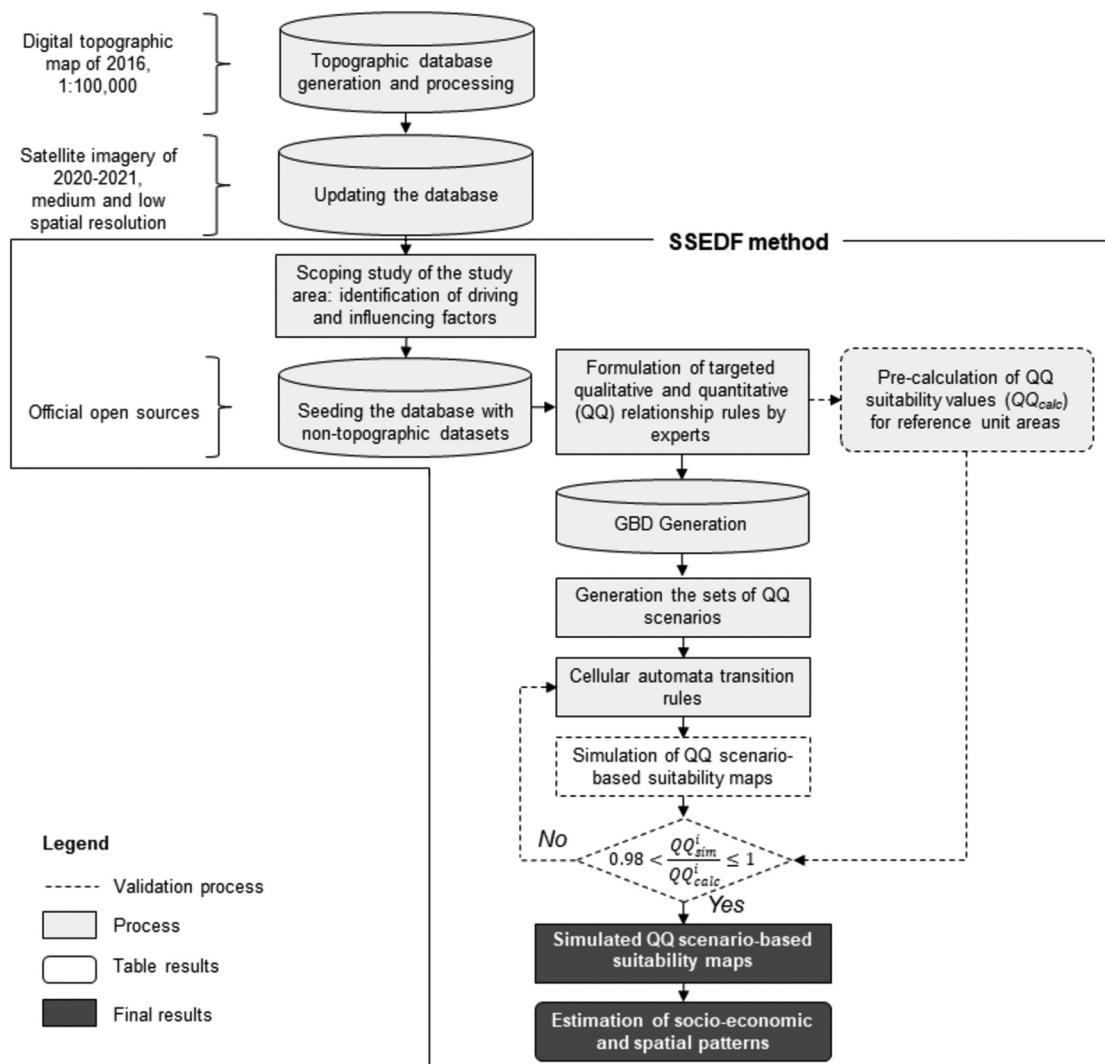 Digital topographic
map of 2016,
1:100,000
Topographic database
generation and processing
Satellite imagery of
2020-2021,
medium and low
spatial resolution
Updating the database
SSEDF method
Scoping study of the study
area: identification of driving
and influencing factors
Official open sources
Seeding the database with
non-topographic datasets
Formulation of targeted
qualitative and quantitative
(QQ) relationship rules by
experts
Pre-calculation of QQ
suitability values (QQcalc)
for reference unit areas
GBD Generation
Generation the sets of QQ
scenarios
Cellular automata transition
rules
Simulation of QQ scenario-
based suitability maps
No
0.98 < QQ^i_sim / QQ^i_calc ≤ 1
Yes
Simulated QQ scenario-based
suitability maps
Estimation of socio-economic
and spatial patterns
Legend
Validation process
Process
Table results
Final results